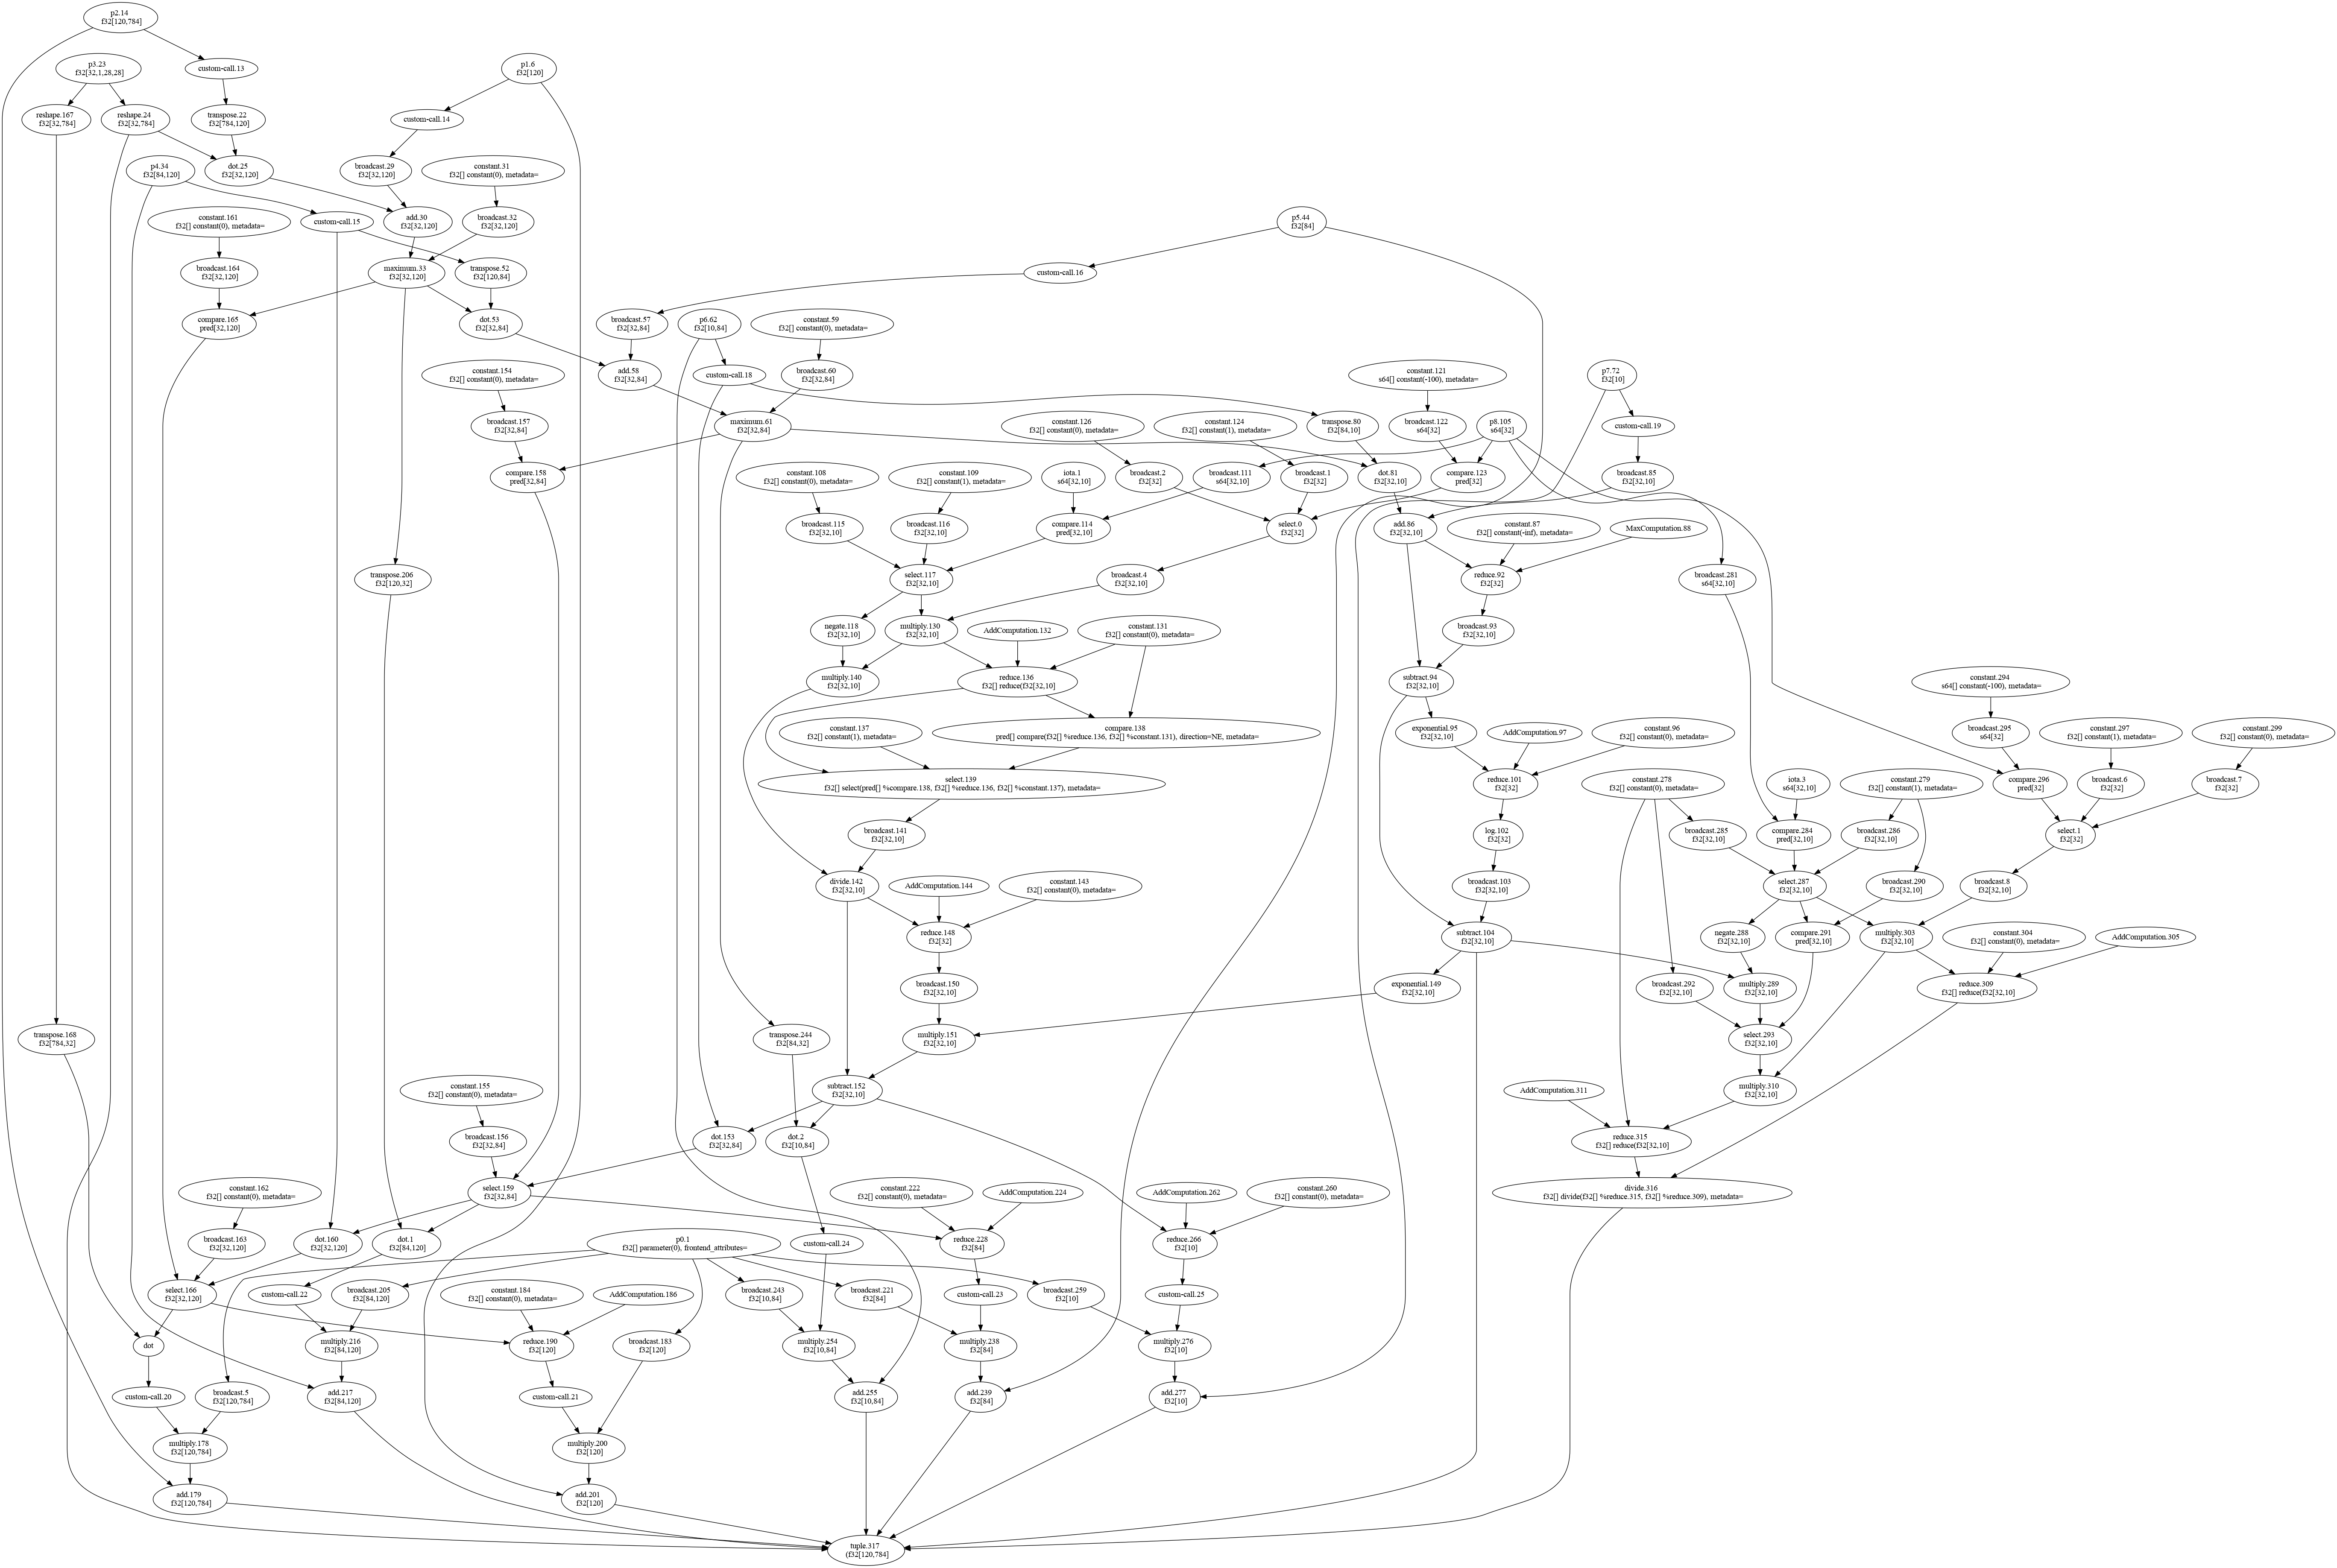 p2.14
f32[120,784]
p3.23
f32[32,1,28,28]
custom-call.13
p1.6
f32[120]
reshape.167
f32[32,784]
reshape.24
f32[32,784]
transpose.22
f32[784,120]
custom-call.14
p4.34
f32[84,120]
dot.25
f32[32,120]
broadcast.29
f32[32,120]
constant.31
f32[] constant(0), metadata=
constant.161
f32[] constant(0), metadata=
custom-call.15
add.30
f32[32,120]
broadcast.32
f32[32,120]
p5.44
f32[84]
broadcast.164
f32[32,120]
maximum.33
f32[32,120]
transpose.52
f32[120,84]
custom-call.16
compare.165
pred[32,120]
dot.53
f32[32,84]
broadcast.57
f32[32,84]
p6.62
f32[10,84]
constant.59
f32[] constant(0), metadata=
constant.154
f32[] constant(0), metadata=
add.58
f32[32,84]
custom-call.18
broadcast.60
f32[32,84]
constant.121
s64[] constant(-100), metadata=
p7.72
f32[10]
broadcast.157
f32[32,84]
maximum.61
f32[32,84]
constant.126
f32[] constant(0), metadata=
constant.124
f32[] constant(1), metadata=
transpose.80
f32[84,10]
broadcast.122
s64[32]
p8.105
s64[32]
custom-call.19
compare.158
pred[32,84]
constant.108
f32[] constant(0), metadata=
constant.109
f32[] constant(1), metadata=
iota.1
s64[32,10]
broadcast.2
f32[32]
broadcast.111
s64[32,10]
broadcast.1
f32[32]
dot.81
f32[32,10]
compare.123
pred[32]
broadcast.85
f32[32,10]
broadcast.115
f32[32,10]
broadcast.116
f32[32,10]
compare.114
pred[32,10]
select.0
f32[32]
add.86
f32[32,10]
constant.87
f32[] constant(-inf), metadata=
MaxComputation.88
transpose.206
f32[120,32]
select.117
f32[32,10]
broadcast.4
f32[32,10]
reduce.92
f32[32]
broadcast.281
s64[32,10]
negate.118
f32[32,10]
multiply.130
f32[32,10]
AddComputation.132
constant.131
f32[] constant(0), metadata=
broadcast.93
f32[32,10]
multiply.140
f32[32,10]
reduce.136
f32[] reduce(f32[32,10]
subtract.94
f32[32,10]
constant.294
s64[] constant(-100), metadata=
constant.137
f32[] constant(1), metadata=
compare.138
pred[] compare(f32[] %reduce.136, f32[] %constant.131), direction=NE, metadata=
exponential.95
f32[32,10]
AddComputation.97
constant.96
f32[] constant(0), metadata=
broadcast.295
s64[32]
constant.297
f32[] constant(1), metadata=
constant.299
f32[] constant(0), metadata=
select.139
f32[] select(pred[] %compare.138, f32[] %reduce.136, f32[] %constant.137), metadata=
reduce.101
f32[32]
constant.278
f32[] constant(0), metadata=
iota.3
s64[32,10]
constant.279
f32[] constant(1), metadata=
compare.296
pred[32]
broadcast.6
f32[32]
broadcast.7
f32[32]
broadcast.141
f32[32,10]
log.102
f32[32]
broadcast.285
f32[32,10]
compare.284
pred[32,10]
broadcast.286
f32[32,10]
select.1
f32[32]
divide.142
f32[32,10]
AddComputation.144
constant.143
f32[] constant(0), metadata=
broadcast.103
f32[32,10]
select.287
f32[32,10]
broadcast.290
f32[32,10]
broadcast.8
f32[32,10]
reduce.148
f32[32]
subtract.104
f32[32,10]
negate.288
f32[32,10]
compare.291
pred[32,10]
multiply.303
f32[32,10]
constant.304
f32[] constant(0), metadata=
AddComputation.305
broadcast.150
f32[32,10]
exponential.149
f32[32,10]
broadcast.292
f32[32,10]
multiply.289
f32[32,10]
reduce.309
f32[] reduce(f32[32,10]
transpose.168
f32[784,32]
transpose.244
f32[84,32]
multiply.151
f32[32,10]
select.293
f32[32,10]
constant.155
f32[] constant(0), metadata=
subtract.152
f32[32,10]
AddComputation.311
multiply.310
f32[32,10]
broadcast.156
f32[32,84]
dot.153
f32[32,84]
dot.2
f32[10,84]
reduce.315
f32[] reduce(f32[32,10]
constant.162
f32[] constant(0), metadata=
select.159
f32[32,84]
constant.222
f32[] constant(0), metadata=
AddComputation.224
AddComputation.262
constant.260
f32[] constant(0), metadata=
divide.316
f32[] divide(f32[] %reduce.315, f32[] %reduce.309), metadata=
broadcast.163
f32[32,120]
dot.160
f32[32,120]
dot.1
f32[84,120]
p0.1
f32[] parameter(0), frontend_attributes=
custom-call.24
reduce.228
f32[84]
reduce.266
f32[10]
select.166
f32[32,120]
custom-call.22
broadcast.205
f32[84,120]
constant.184
f32[] constant(0), metadata=
AddComputation.186
broadcast.243
f32[10,84]
broadcast.221
f32[84]
custom-call.23
broadcast.259
f32[10]
custom-call.25
dot
multiply.216
f32[84,120]
reduce.190
f32[120]
broadcast.183
f32[120]
multiply.254
f32[10,84]
multiply.238
f32[84]
multiply.276
f32[10]
custom-call.20
broadcast.5
f32[120,784]
add.217
f32[84,120]
custom-call.21
add.255
f32[10,84]
add.239
f32[84]
add.277
f32[10]
multiply.178
f32[120,784]
multiply.200
f32[120]
add.179
f32[120,784]
add.201
f32[120]
tuple.317
(f32[120,784]